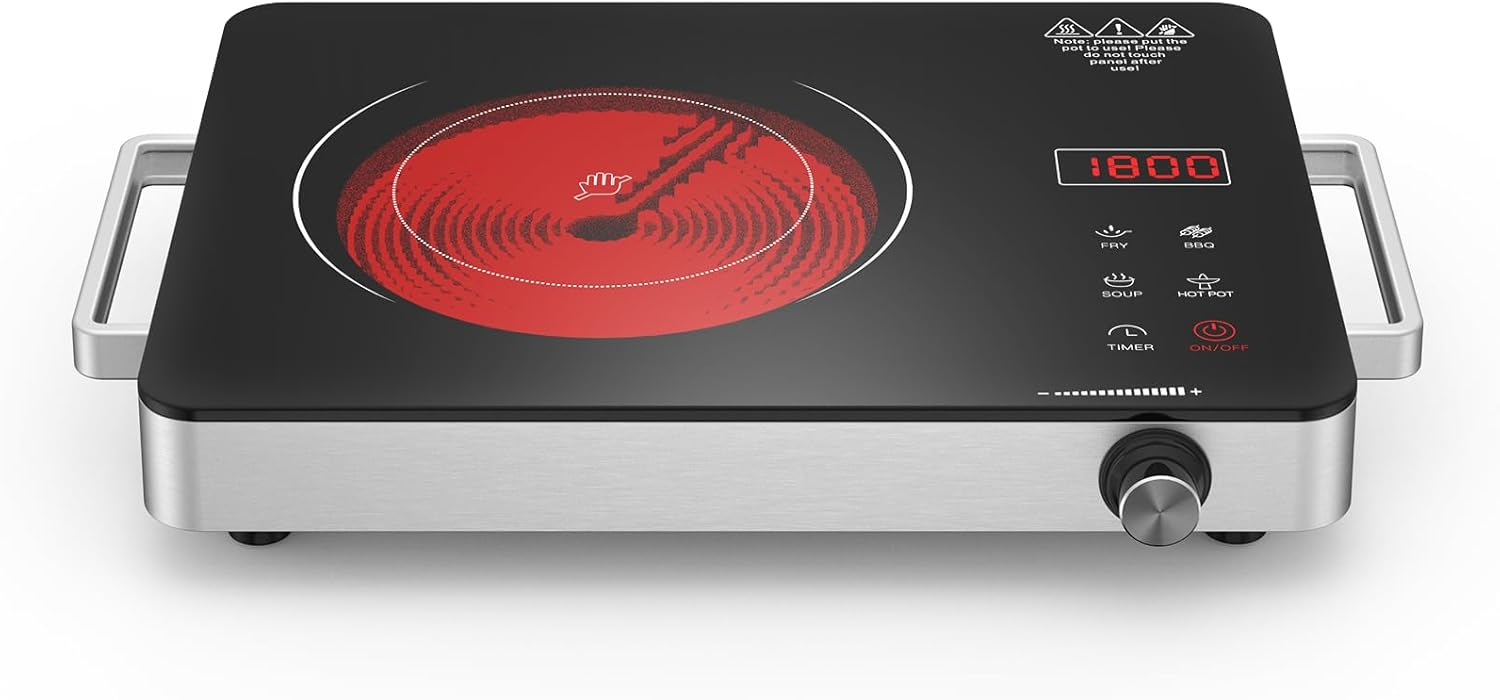 Note: please put the
pot to use! Please
do not touch
panel after
use!
1800
FRY
BBQ
SOUP
HOT POT
TIMER
ON/OFF
− +